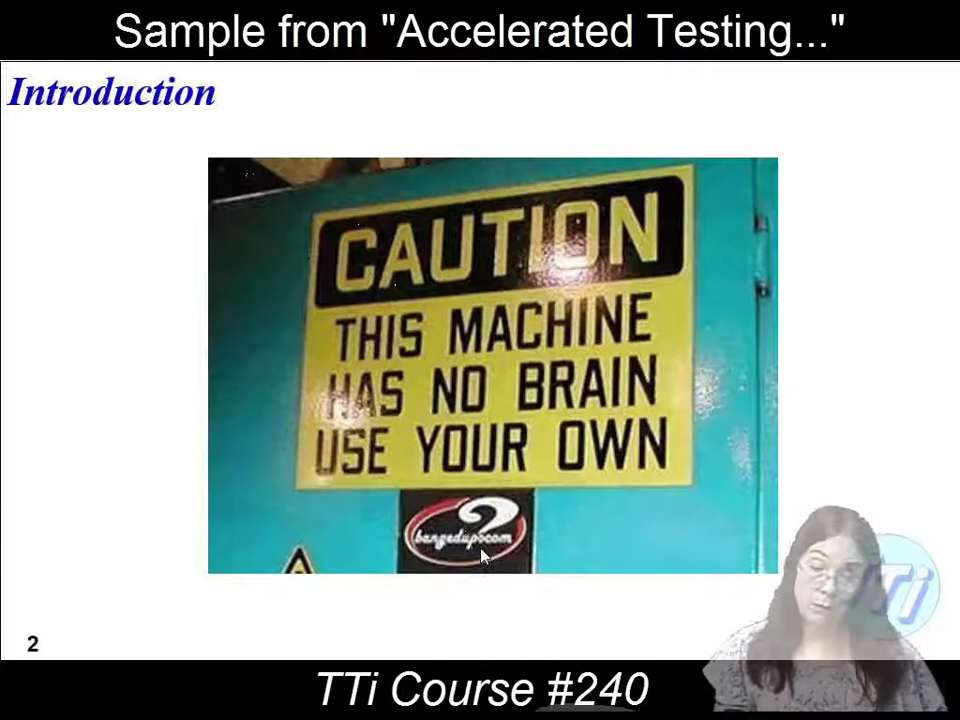 Sample from "Accelerated Testing..."
Introduction
CAUTION
THIS MACHINE
HAS NO BRAIN
USE YOUR OWN
bangedup?com
TTi
2
TTi Course #240